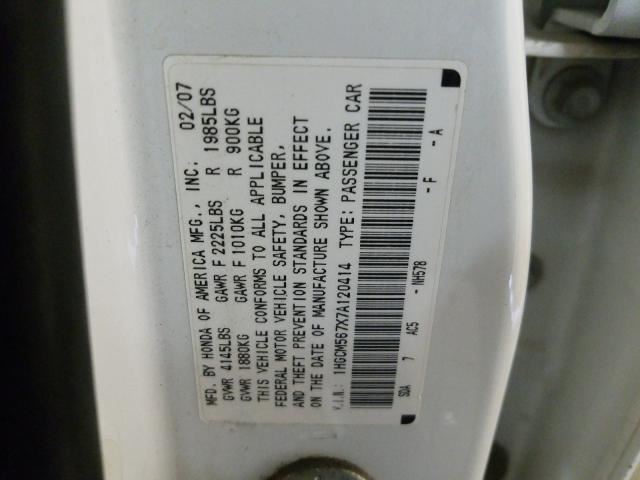 MFD. BY HONDA OF AMERICA MFG., INC. 02/07
GVWR 4145LBS GAWR F 2225LBS R 1985LBS
GVWR 1880KG GAWR F 1010KG R 900KG
THIS VEHICLE CONFORMS TO ALL APPLICABLE
FEDERAL MOTOR VEHICLE SAFETY, BUMPER,
AND THEFT PREVENTION STANDARDS IN EFFECT
ON THE DATE OF MANUFACTURE SHOWN ABOVE.
V.I.N.: 1HGCM567X7A120414 TYPE: PASSENGER CAR
SDA 7 AC5 NH578 - F - A